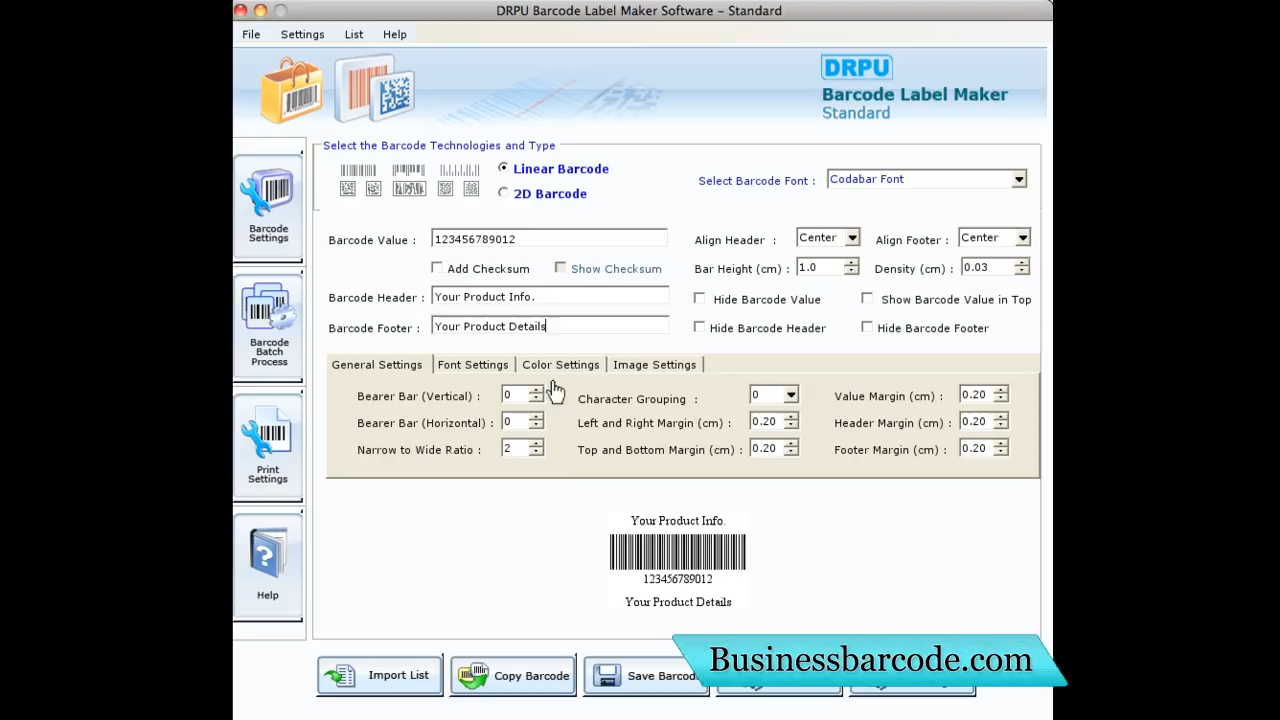 DRPU Barcode Label Maker Software - Standard
File Settings List Help
DRPU
Barcode Label Maker
Standard
Select the Barcode Technologies and Type
Linear Barcode
2D Barcode
Select Barcode Font : Codabar Font
Barcode Settings
Barcode Value : 123456789012
Align Header : Center Align Footer : Center
Add Checksum Show Checksum
Bar Height (cm) : 1.0 Density (cm) : 0.03
Barcode Header : Your Product Info.
Hide Barcode Value Show Barcode Value in Top
Barcode Footer : Your Product Details
Hide Barcode Header Hide Barcode Footer
Barcode Batch Process
General Settings Font Settings Color Settings Image Settings
Bearer Bar (Vertical) : 0 Character Grouping : 0 Value Margin (cm) : 0.20
Bearer Bar (Horizontal) : 0 Left and Right Margin (cm) : 0.20 Header Margin (cm) : 0.20
Narrow to Wide Ratio : 2 Top and Bottom Margin (cm) : 0.20 Footer Margin (cm) : 0.20
Print Settings
Help
Your Product Info.
123456789012
Your Product Details
Import List Copy Barcode Save Barcode
Businessbarcode.com